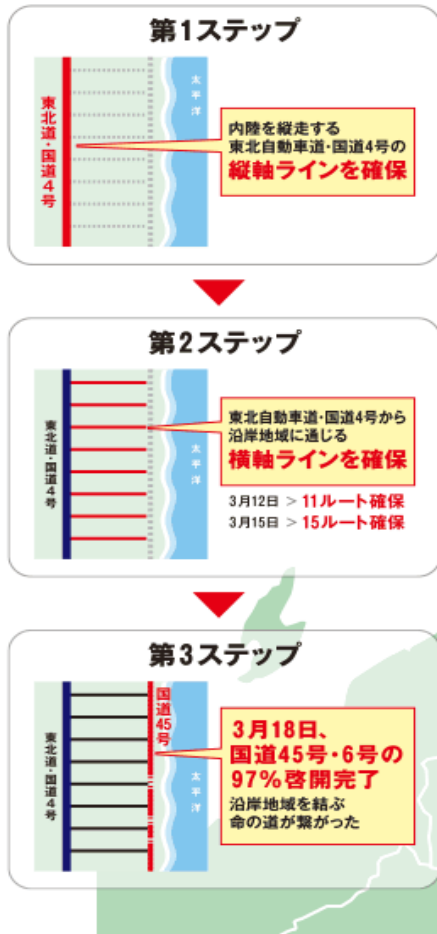 第1ステップ
東北道・国道4号
太平洋
内陸を縦走する
東北自動車道・国道4号の
縦軸ラインを確保
第2ステップ
東北道・国道4号
太平洋
東北自動車道・国道4号から
沿岸地域に通じる
横軸ラインを確保
3月12日 > 11ルート確保
3月15日 > 15ルート確保
第3ステップ
東北道・国道4号
国道45号
太平洋
3月18日、
国道45号・6号の
97%啓開完了
沿岸地域を結ぶ
命の道が繋がった